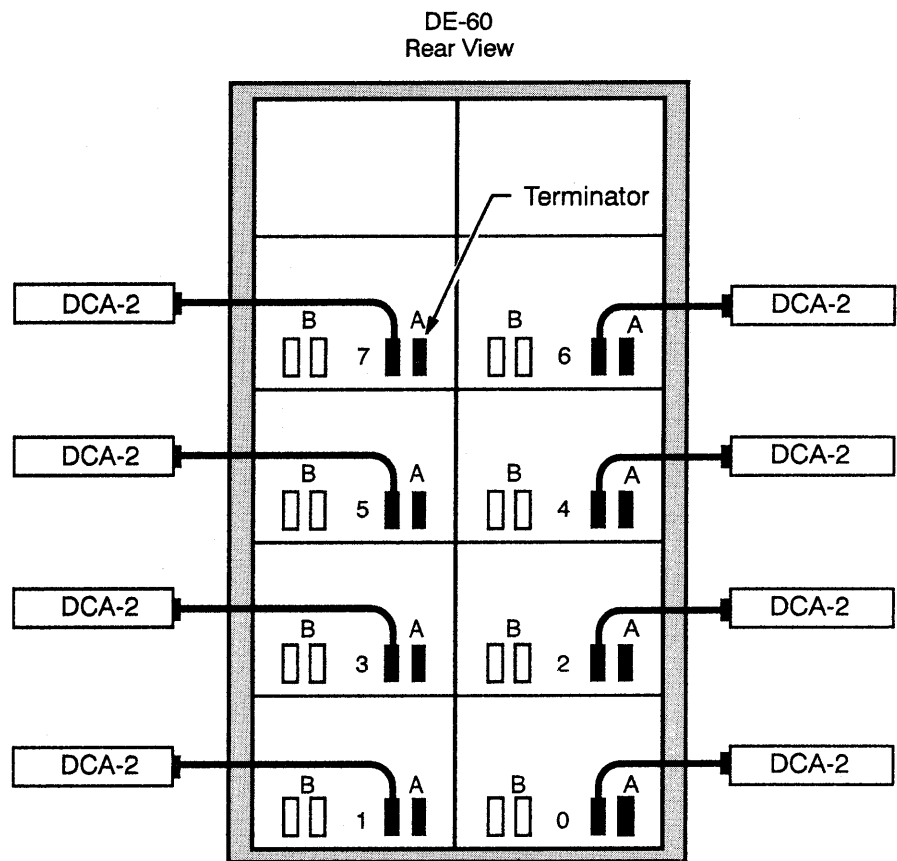 DE-60
Rear View
Terminator
DCA-2
DCA-2
B A
B A
7
6
DCA-2
DCA-2
B A
B A
5
4
DCA-2
DCA-2
B A
B A
3
2
DCA-2
DCA-2
B A
B A
1
0